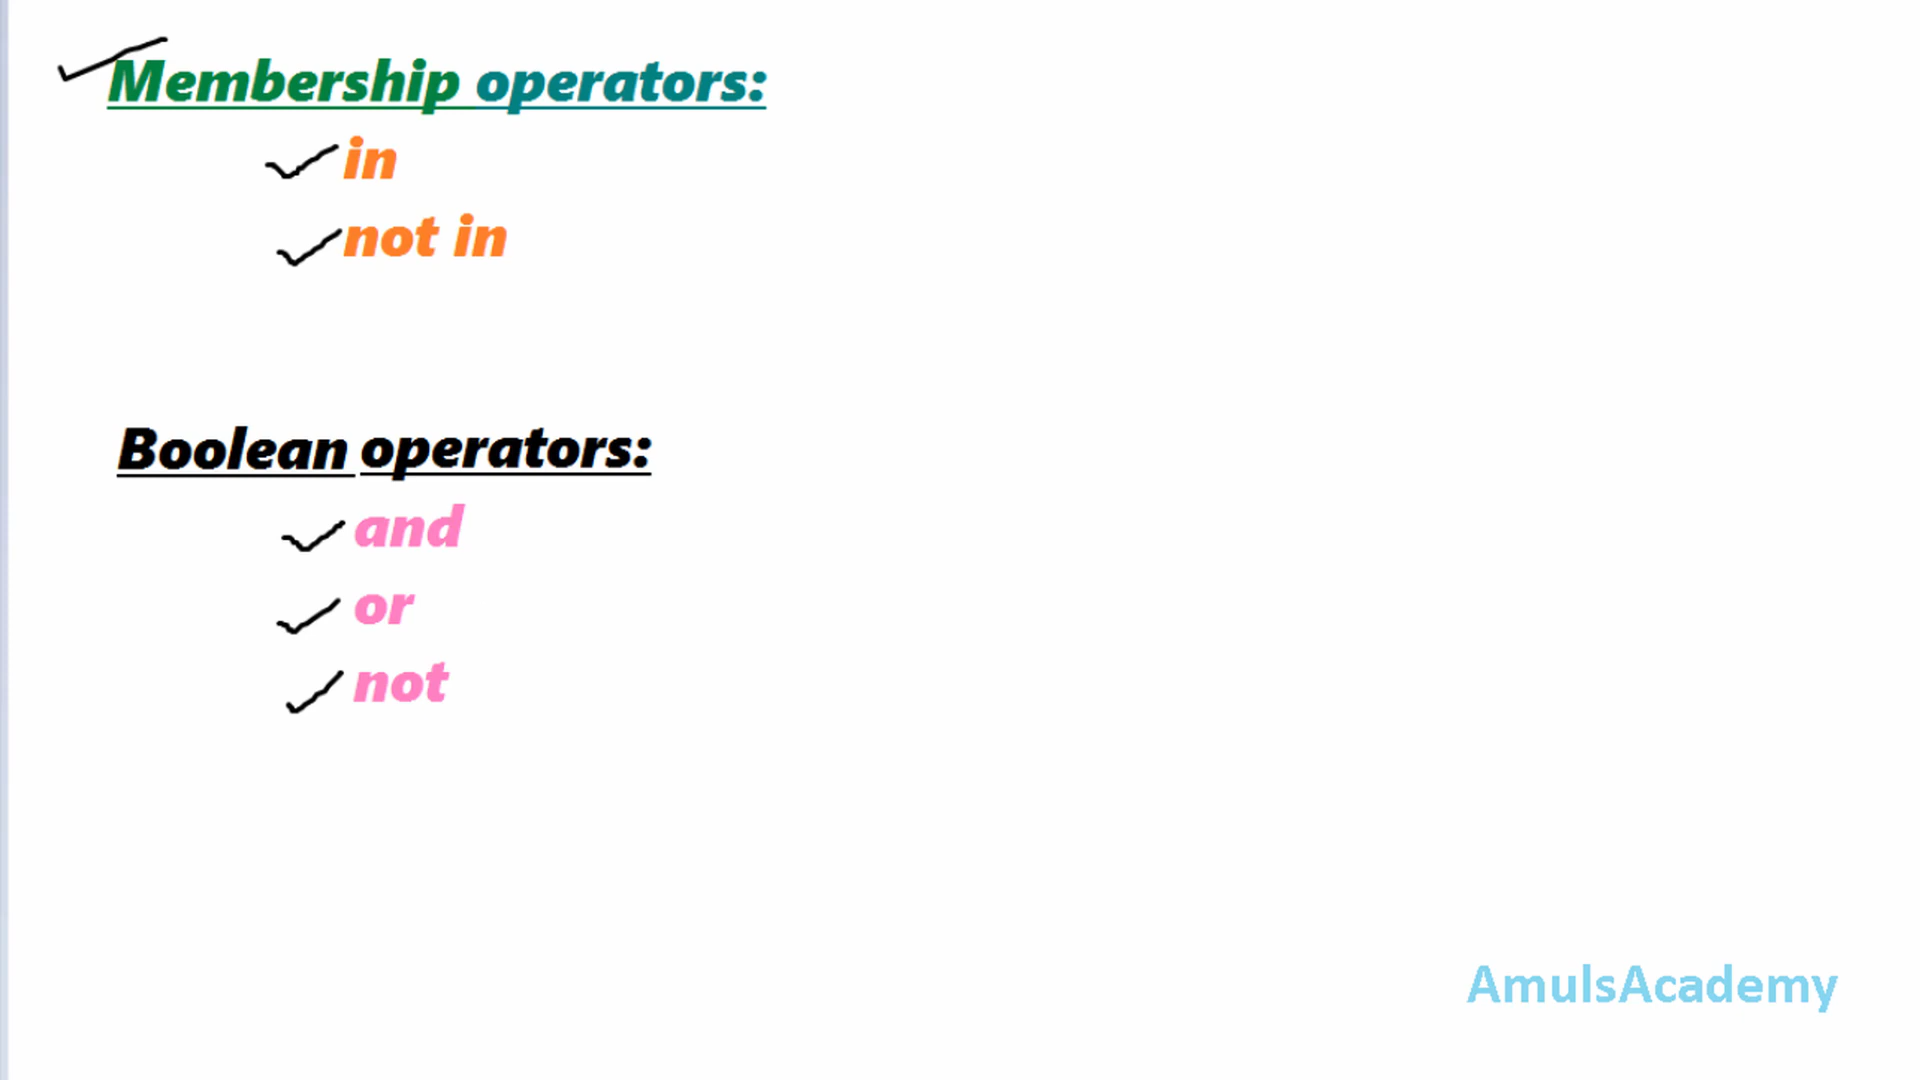 Membership operators:
in
not in
Boolean operators:
and
or
not
AmulsAcademy